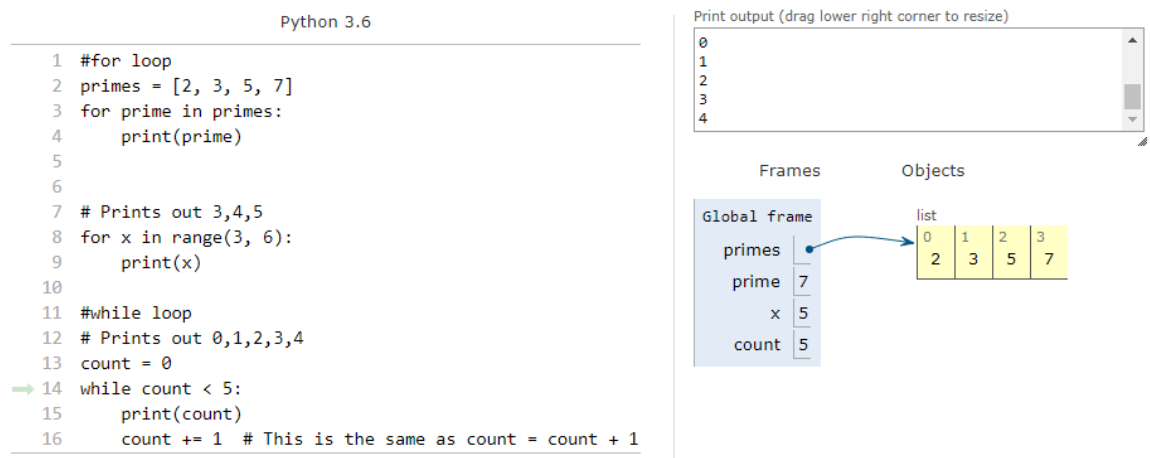 Python 3.6
1 #for loop
2 primes = [2, 3, 5, 7]
3 for prime in primes:
4     print(prime)
5
6
7 # Prints out 3,4,5
8 for x in range(3, 6):
9     print(x)
10
11 #while loop
12 # Prints out 0,1,2,3,4
13 count = 0
14 while count < 5:
15     print(count)
16     count += 1  # This is the same as count = count + 1
Print output (drag lower right corner to resize)
0
1
2
3
4
Frames Objects
Global frame
primes
prime 7
x 5
count 5
list
0 1 2 3
2 3 5 7